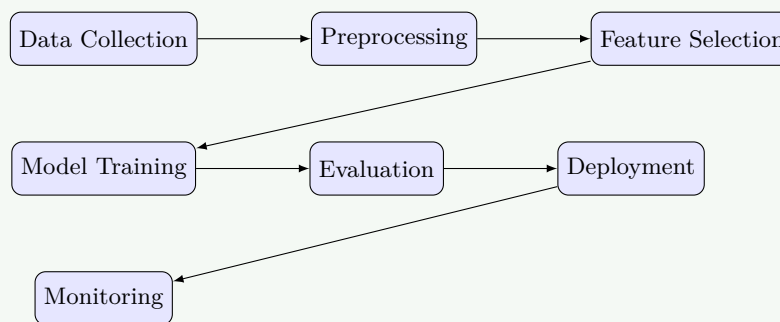 Data Collection
Preprocessing
Feature Selection
Model Training
Evaluation
Deployment
Monitoring